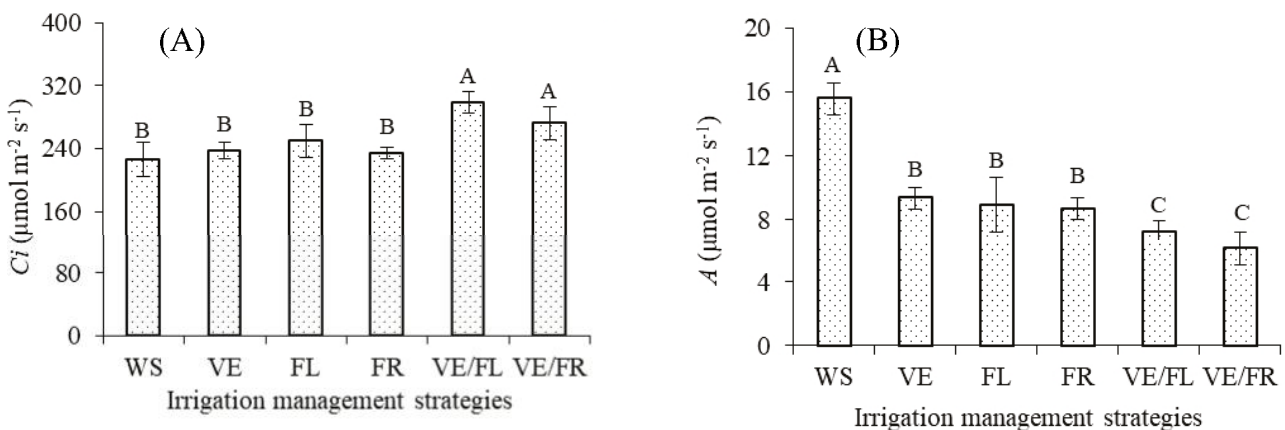 (A)
Ci (μmol m-2 s-1)
400
320
240
160
80
0
B
B
B
B
A
A
WS VE FL FR VE/FL VE/FR
Irrigation management strategies
(B)
A (μmol m-2 s-1)
20
16
12
8
4
0
A
B
B
B
C
C
WS VE FL FR VE/FL VE/FR
Irrigation management strategies